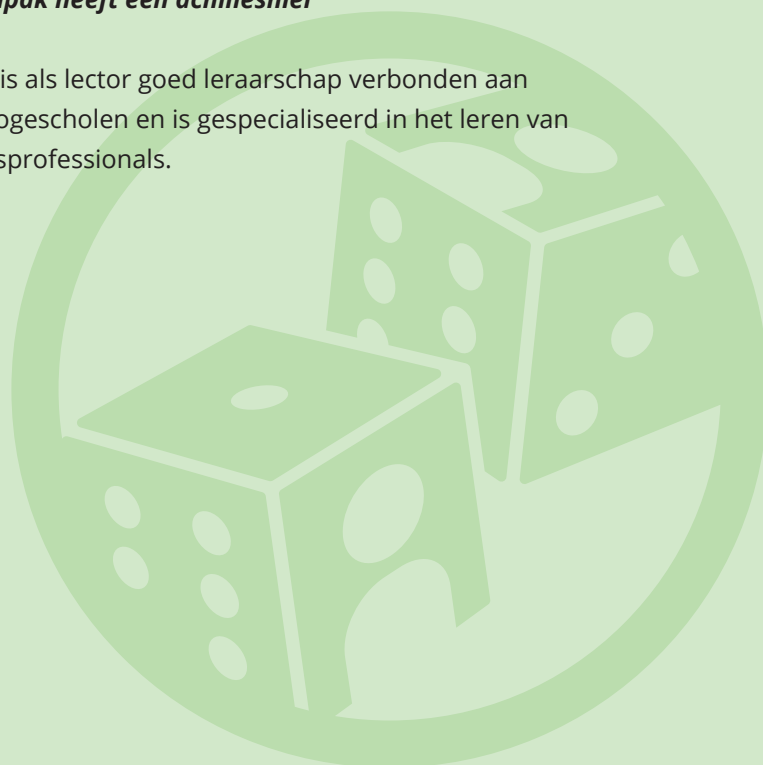 heeft een achilleshiel
is als lector goed leraarschap verbonden aan
ogescholen en is gespecialiseerd in het leren van
sprofessionals.